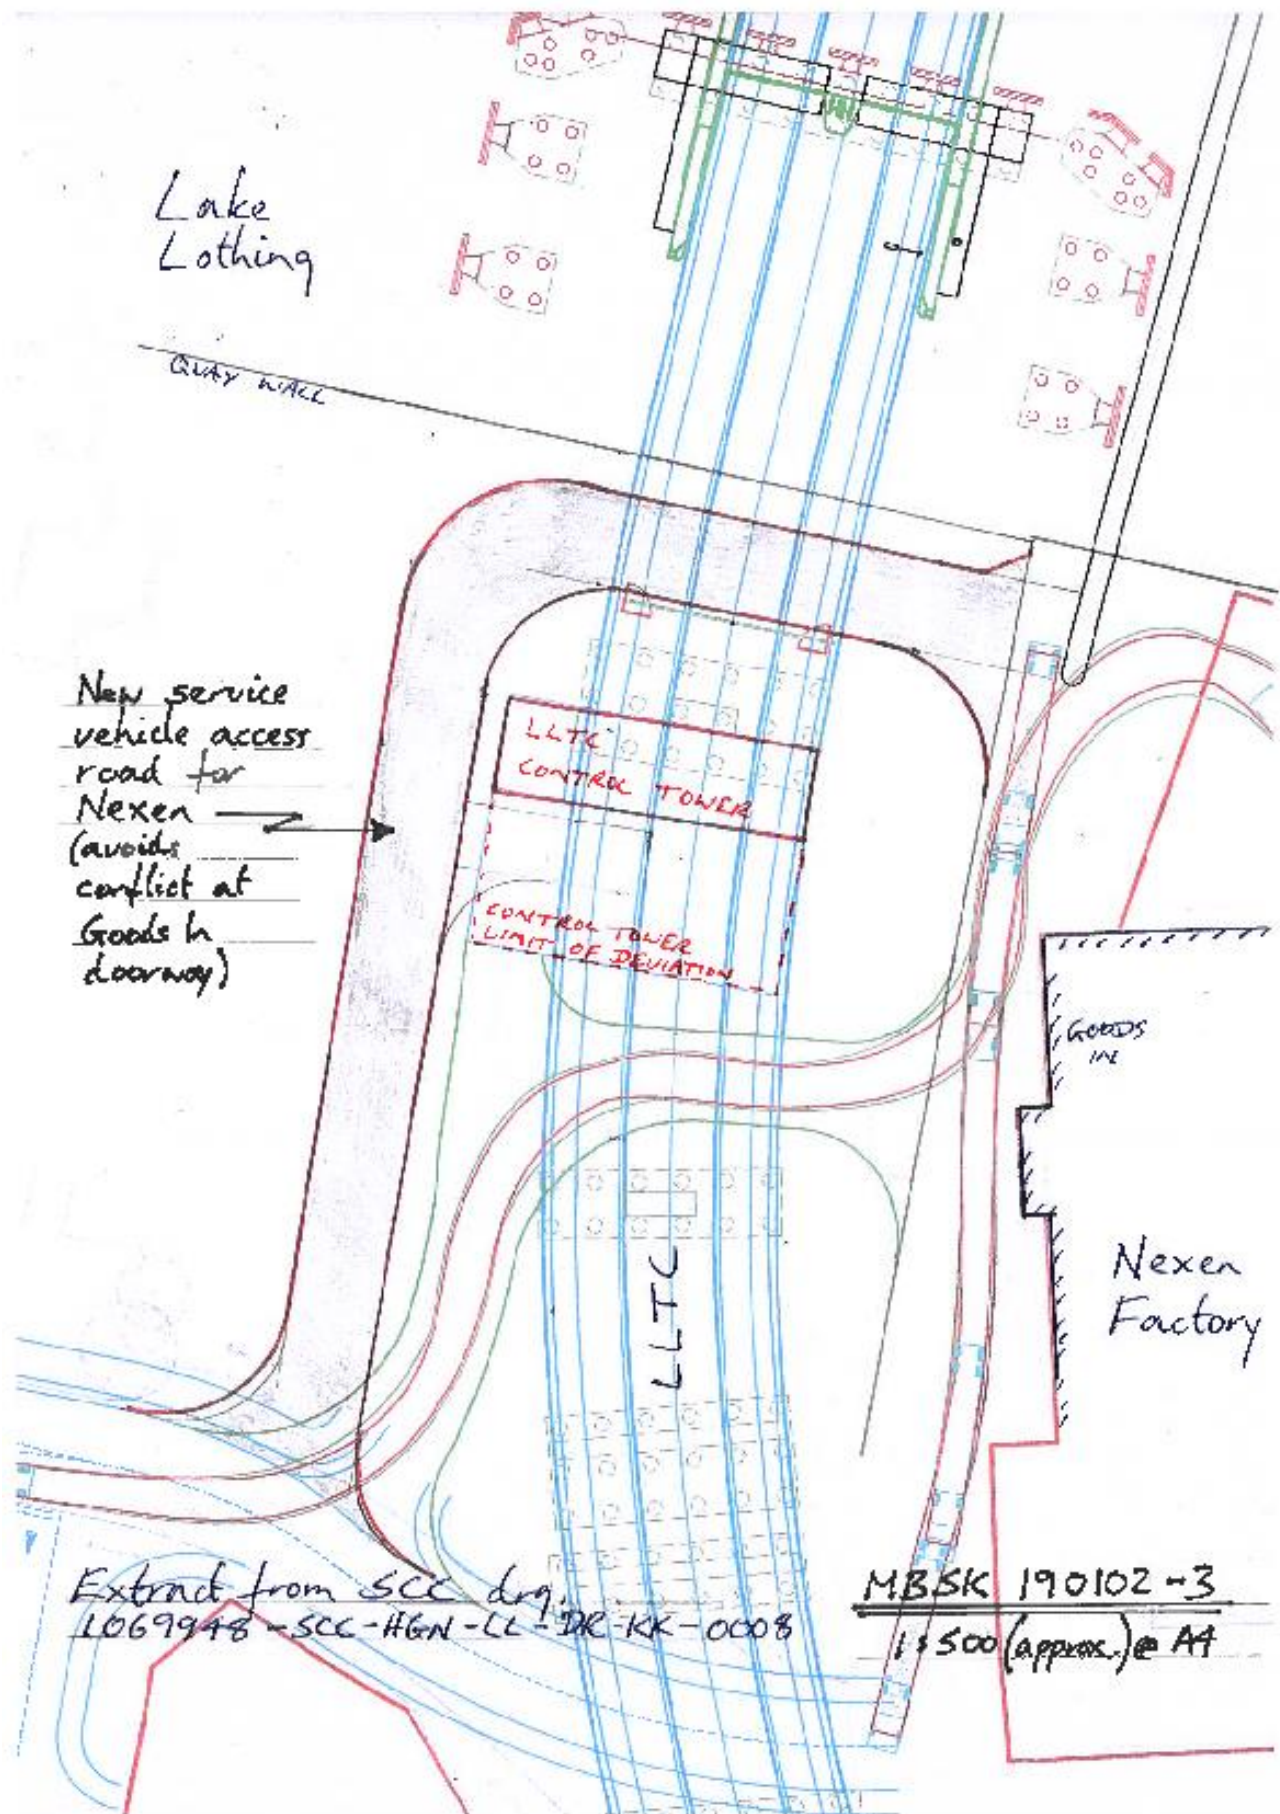 Lake
Lothing
QUAY WALL
New service
vehicle access
road for
Nexen
(avoids
conflict at
Goods In
doorway)
LLTC
CONTROL TOWER
CONTROL TOWER
LIMIT OF DEVIATION
GOODS
IN
Nexen
Factory
LLTC
Extract from SCC drg.
1069948-SCC-HGN-LL-DR-KK-0008
MBSK 190102-3
1:500 (approx.) @ A4